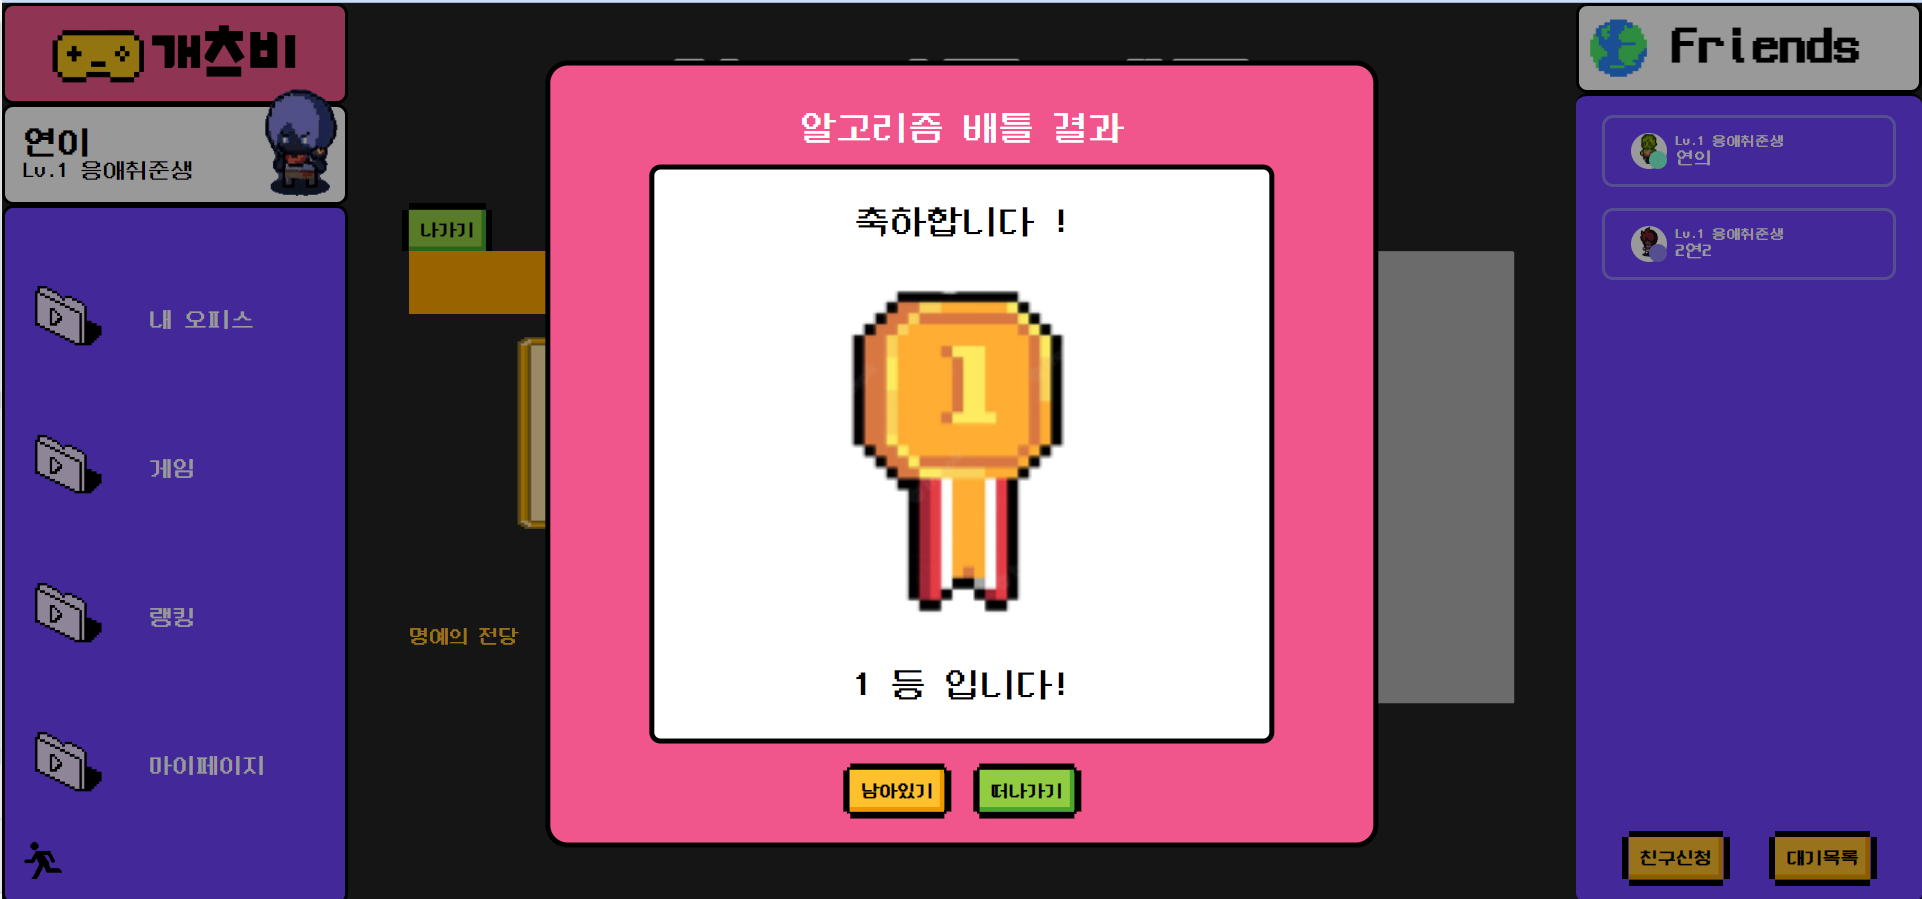 개츠비
연이
Lv.1 응애취준생
내 오피스
게임
랭킹
마이페이지
나가기
명예의 전당
알고리즘 배틀 결과
축하합니다 !
1
1 등 입니다!
남아있기
떠나가기
Friends
Lv.1 응애취준생
연의
Lv.1 응애취준생
2연2
친구신청
대기목록